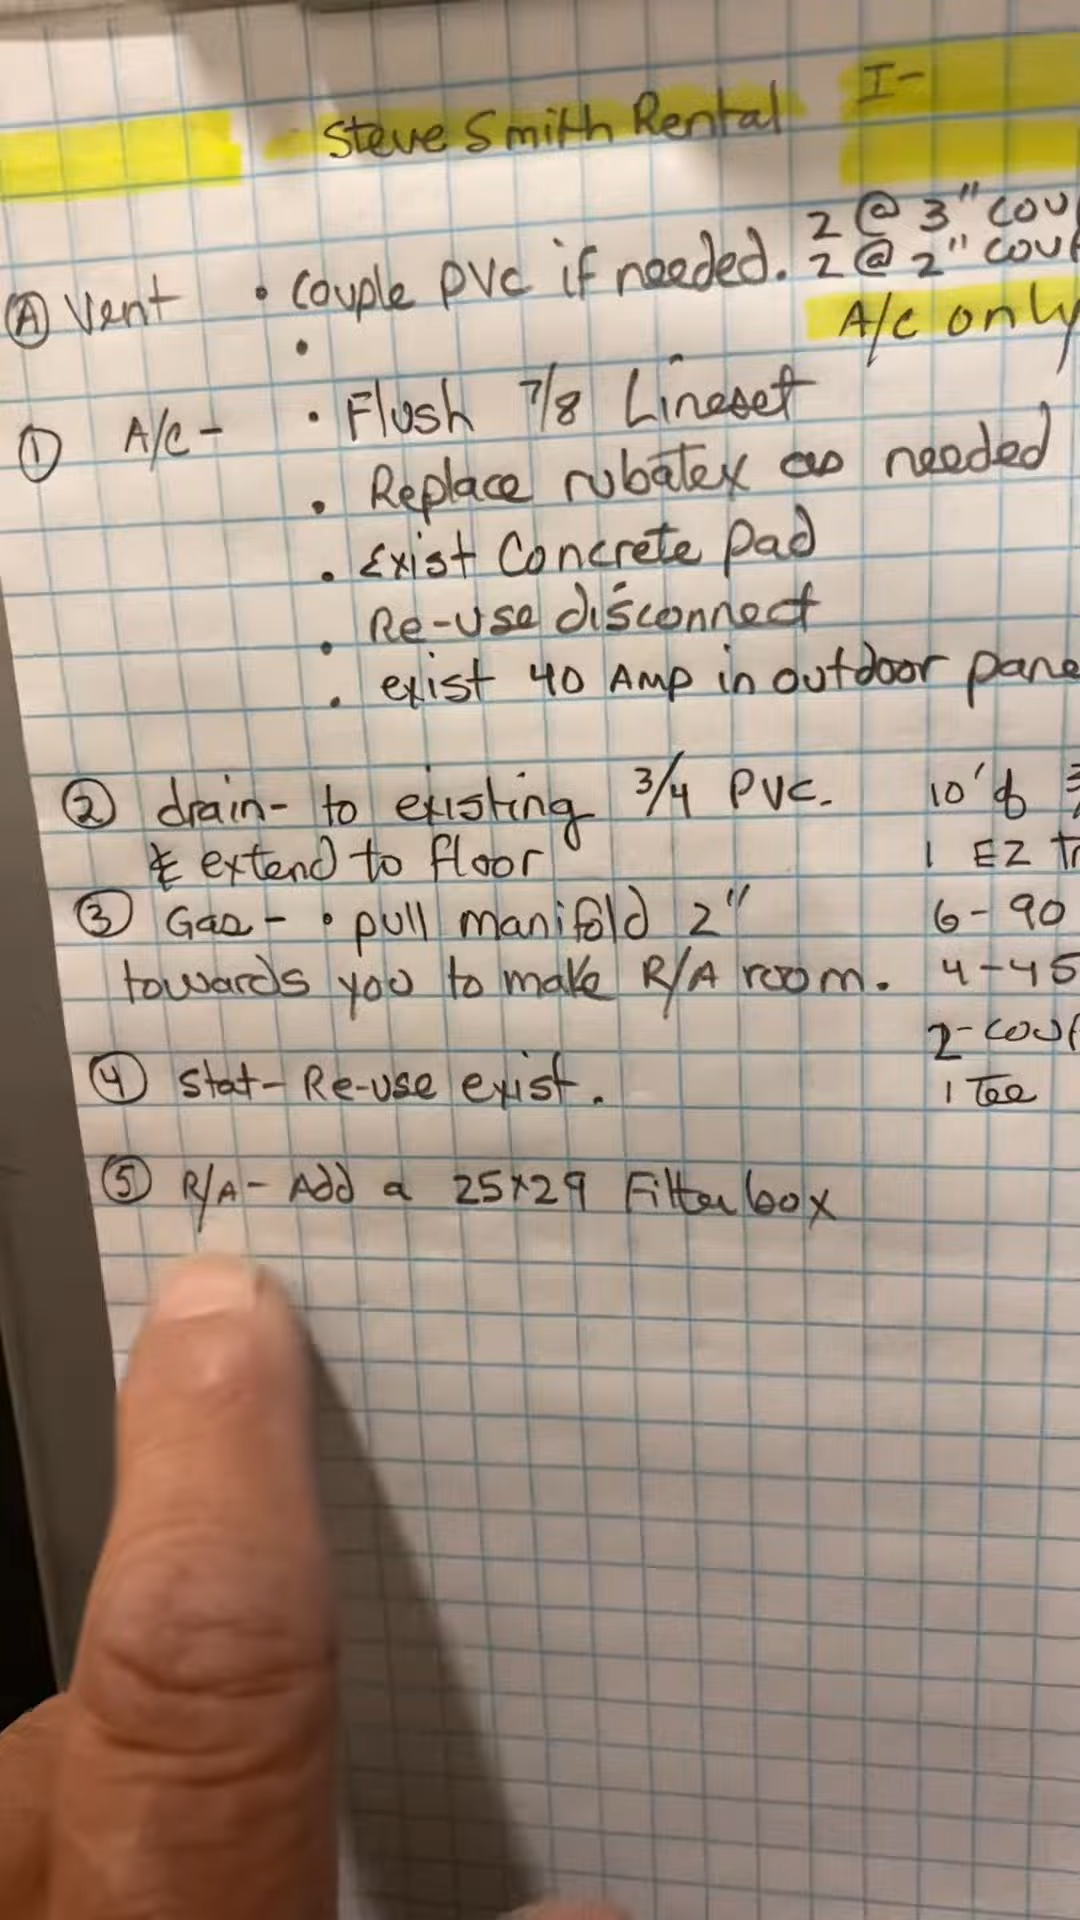 Steve Smith Rental I-
2 @ 3" COU
Ⓐ Vent • Couple PVC if needed. 2 @ 2" COUP
A/C only
① A/C - • Flush 7/8 Lineset
• Replace rubatex as needed
• Exist Concrete pad
• Re-use disconnect
• exist 40 AMP in outdoor pane
② drain- to existing 3/4 PVC. 10' of 3/
& extend to floor 1 EZ Tr
③ Gas - • pull manifold 2" 6-90
towards you to make R/A room. 4-45
2-COUP
④ Stat- Re-use exist. 1 Tee
⑤ R/A- Add a 25x29 Filter box